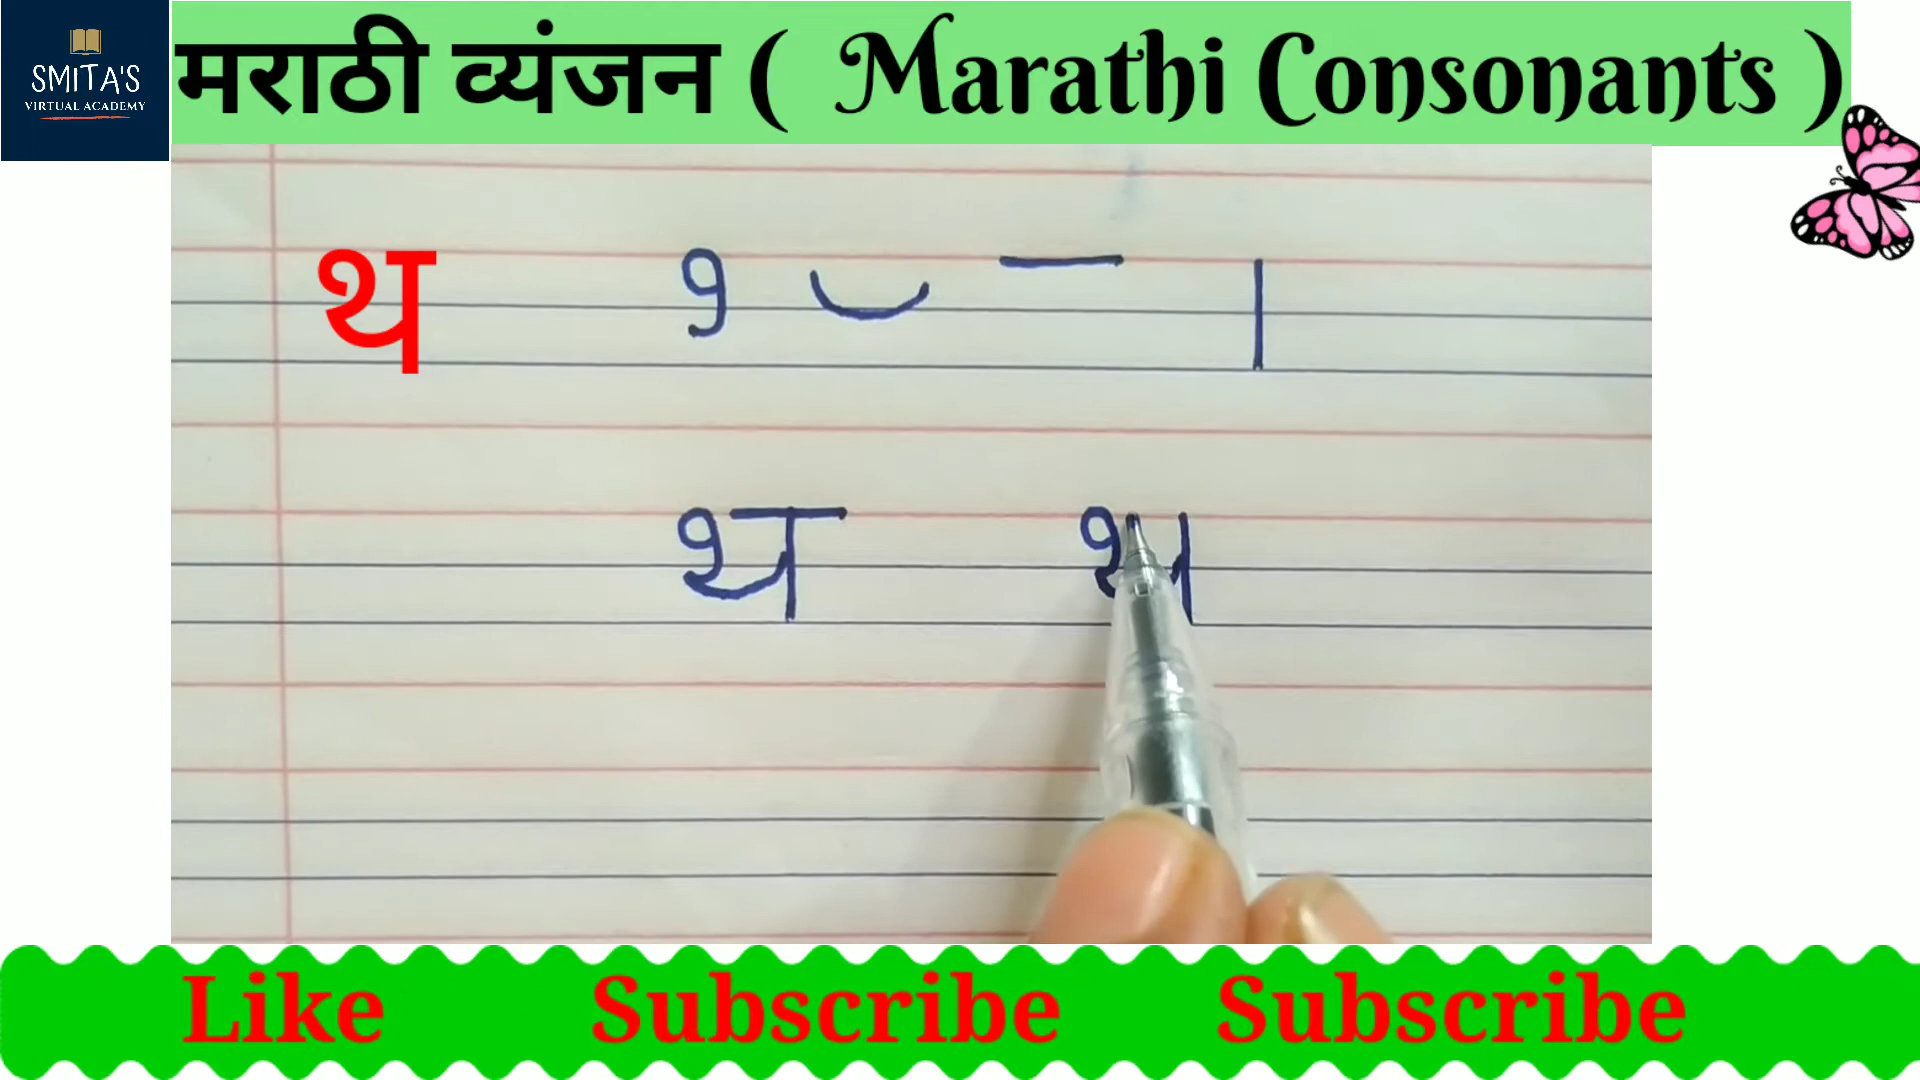 SMITA'S
VIRTUAL ACADEMY
मराठी व्यंजन ( Marathi Consonants )
थ
थ थ
Like Subscribe Subscribe